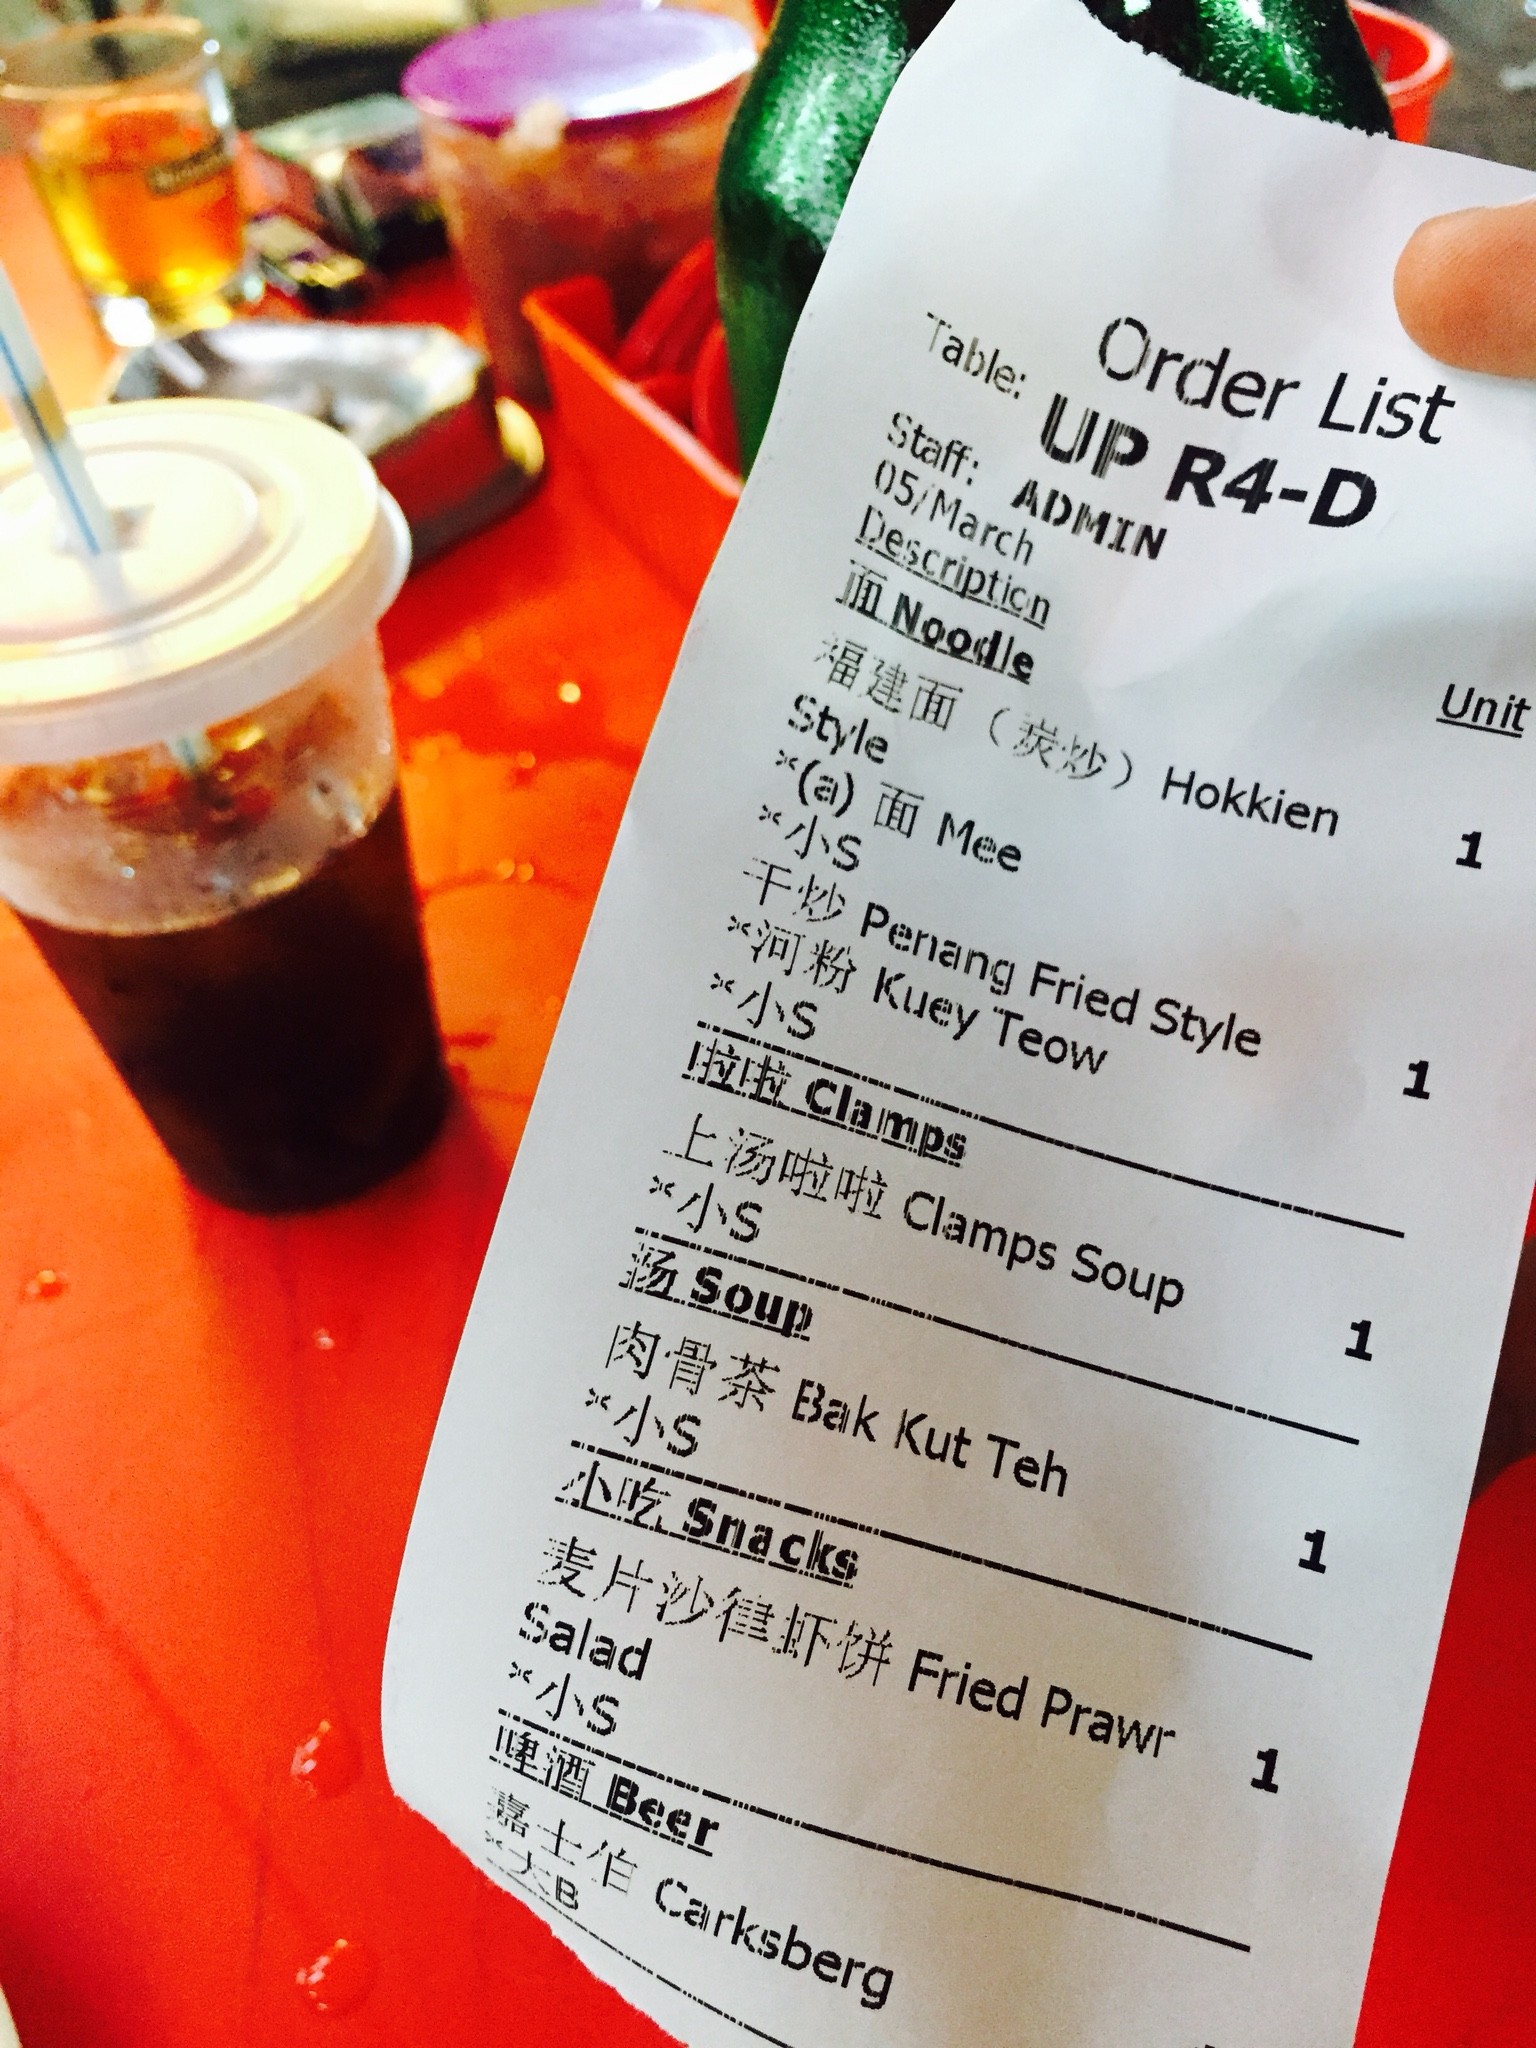 Order List
Table: UP R4-D
Staff: ADMIN
05/March
Description Unit
面 Noodle
福建面（炭炒）Hokkien 1
Style
*(a) 面 Mee
*小S
干炒 Penang Fried Style 1
*河粉 Kuey Teow
*小S
啦啦 Clamps
上汤啦啦 Clamps Soup 1
*小S
汤 Soup
肉骨茶 Bak Kut Teh 1
*小S
小吃 Snacks
麦片沙律虾饼 Fried Prawr 1
Salad
*小S
啤酒 Beer
嘉士伯 Carksberg
*大B